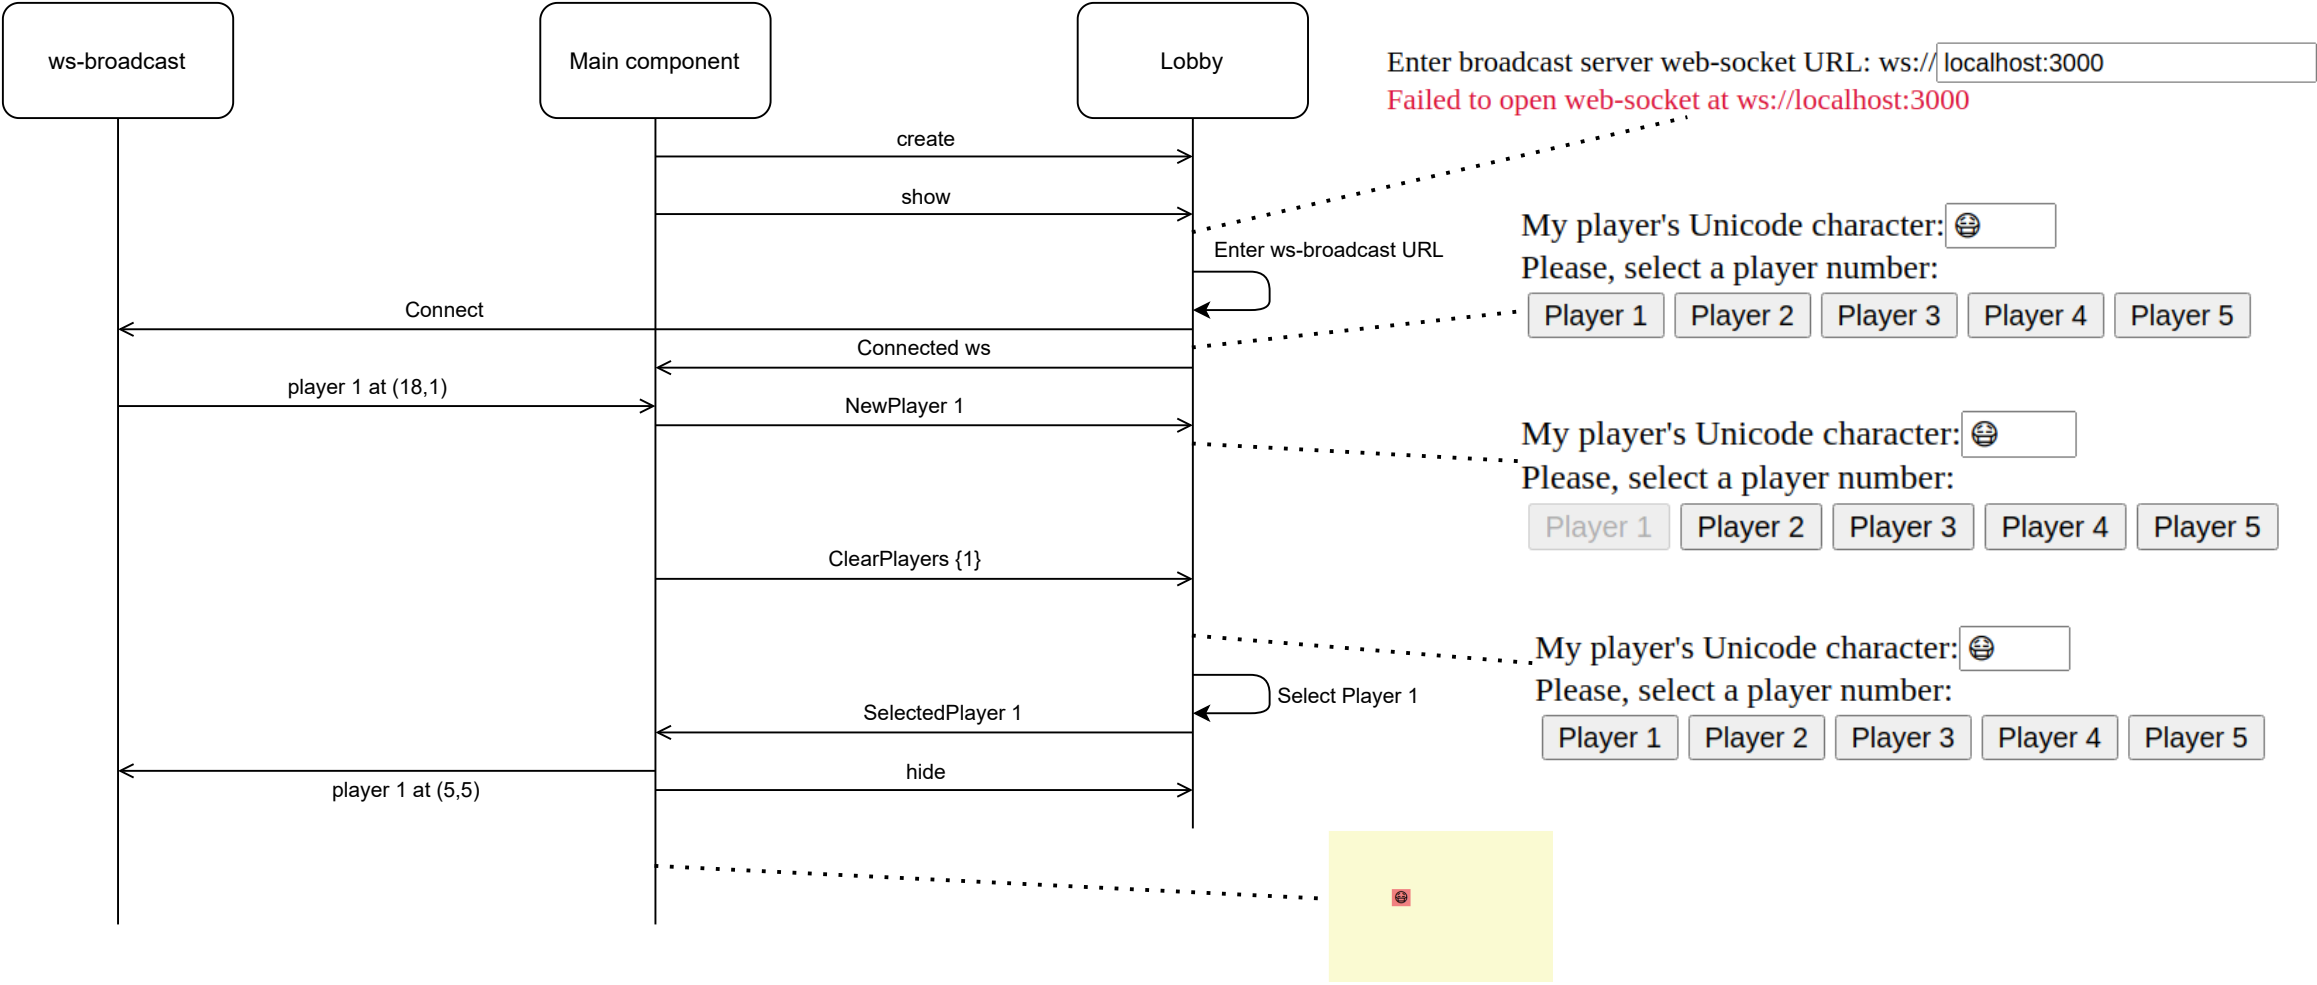 ws-broadcast
Main component
Lobby
Enter broadcast server web-socket URL: ws://localhost:3000
Failed to open web-socket at ws://localhost:3000
create
show
Enter ws-broadcast URL
Connect
Connected ws
player 1 at (18,1)
NewPlayer 1
My player's Unicode character:😷
Please, select a player number:
Player 1 Player 2 Player 3 Player 4 Player 5
My player's Unicode character:😷
Please, select a player number:
Player 1 Player 2 Player 3 Player 4 Player 5
ClearPlayers {1}
My player's Unicode character:😷
Please, select a player number:
Player 1 Player 2 Player 3 Player 4 Player 5
Select Player 1
SelectedPlayer 1
hide
player 1 at (5,5)